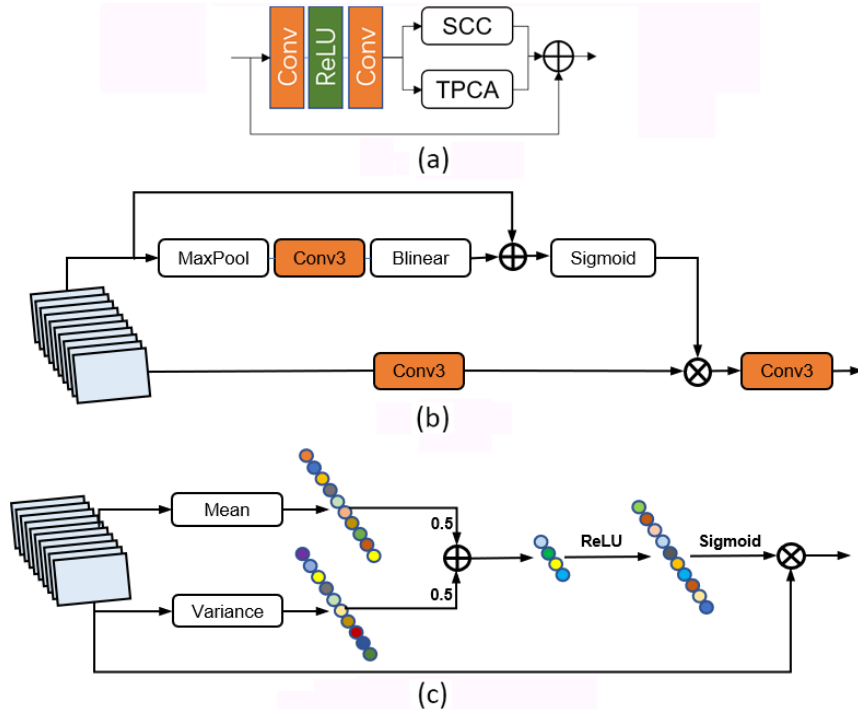 Conv
ReLU
Conv
SCC
TPCA
(a)
MaxPool
Conv3
Blinear
Sigmoid
Conv3
Conv3
(b)
Mean
0.5
ReLU
Sigmoid
Variance
0.5
(c)